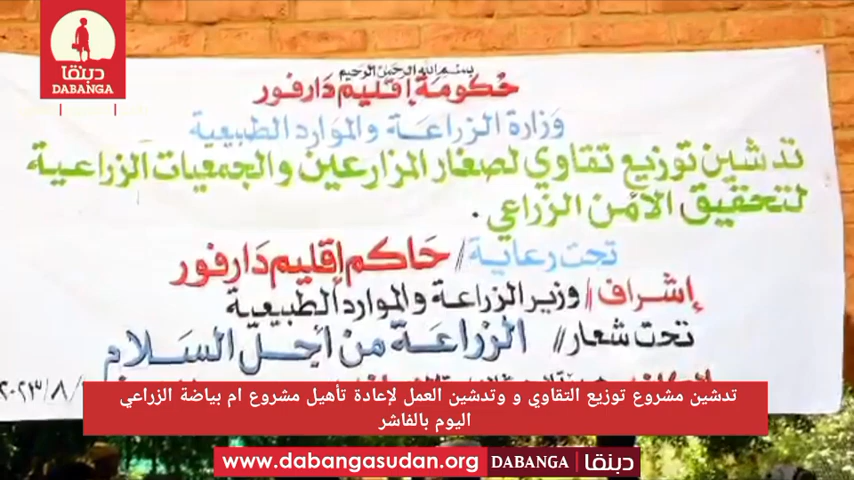 دبنقا
DABANGA
بسم الله الرحمن الرحيم
حكومة إقليم دارفور
وزارة الزراعة والموارد الطبيعية
تدشين توزيع تقاوي لصغار المزارعين والجمعيات الزراعية
لتحقيق الأمن الزراعي.
تحت رعاية // حاكم إقليم دارفور
إشراف // وزير الزراعة والموارد الطبيعية
تحت شعار // الزراعة من أجل السلام
٢٠٢٣/٨/
تدشين مشروع توزيع التقاوي و وتدشين العمل لإعادة تأهيل مشروع ام بياضة الزراعي
اليوم بالفاشر
www.dabangasudan.org DABANGA دبنقا